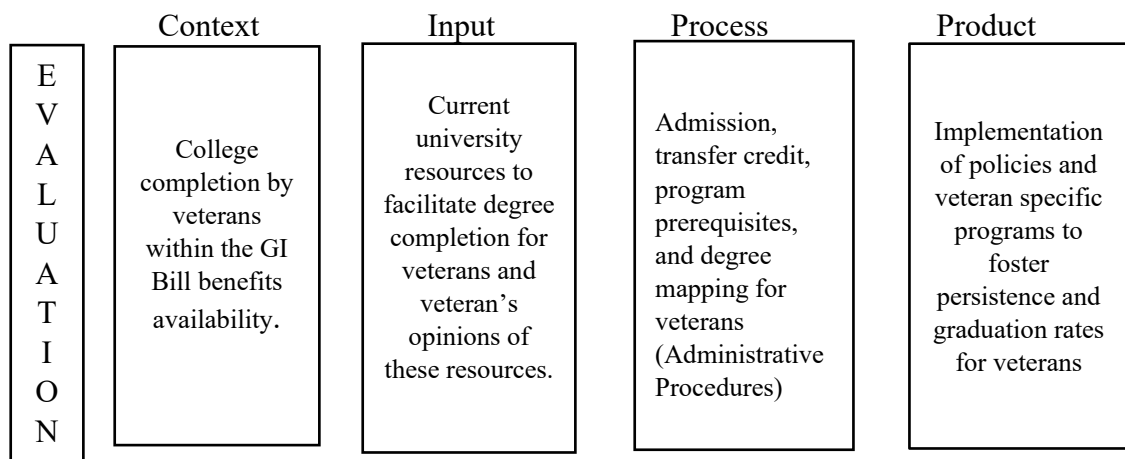 Context
Input
Process
Product
E
V
A
L
U
A
T
I
O
N
College
completion by
veterans
within the GI
Bill benefits
availability.
Current
university
resources to
facilitate degree
completion for
veterans and
veteran’s
opinions of
these resources.
Admission,
transfer credit,
program
prerequisites,
and degree
mapping for
veterans
(Administrative
Procedures)
Implementation
of policies and
veteran specific
programs to
foster
persistence and
graduation rates
for veterans